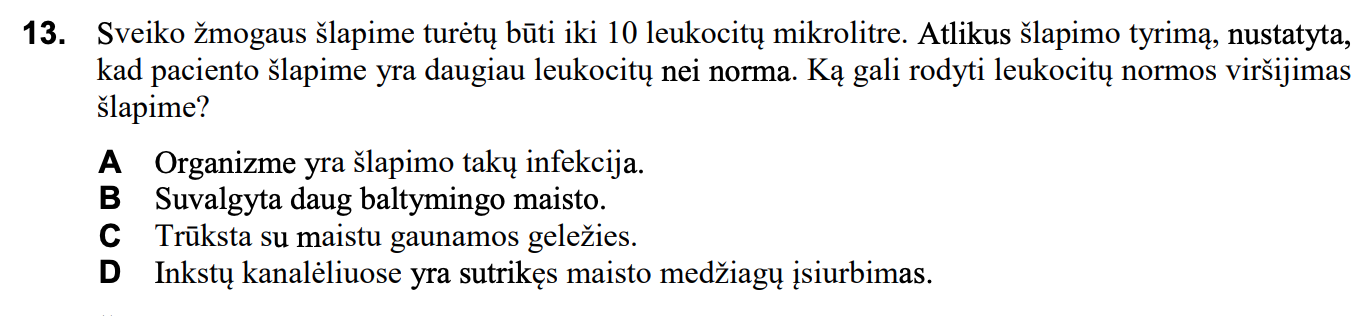 13. Sveiko žmogaus šlapime turėtų būti iki 10 leukocitų mikrolitre. Atlikus šlapimo tyrimą, nustatyta,
kad paciento šlapime yra daugiau leukocitų nei norma. Ką gali rodyti leukocitų normos viršijimas
šlapime?
A Organizme yra šlapimo takų infekcija.
B Suvalgyta daug baltymingo maisto.
C Trūksta su maistu gaunamos geležies.
D Inkstų kanalėliuose yra sutrikęs maisto medžiagų įsiurbimas.